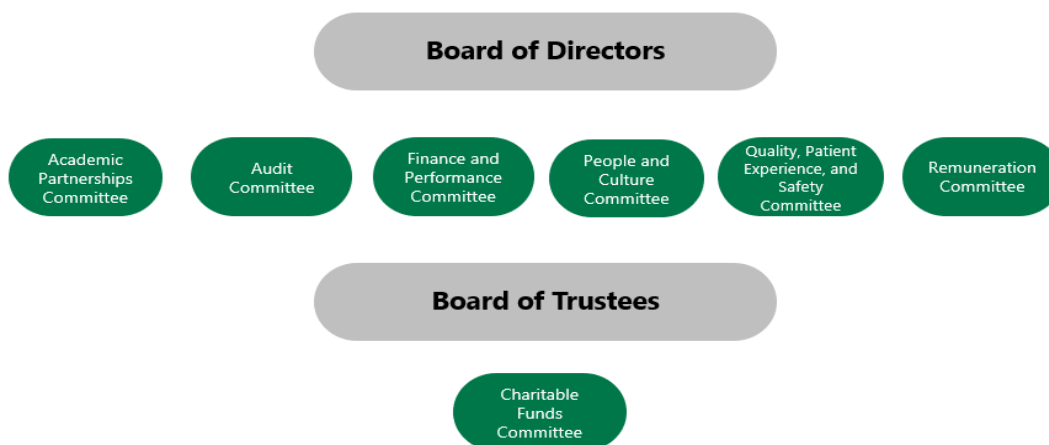 Board of Directors
Academic
Partnerships
Committee
Audit
Committee
Finance and
Performance
Committee
People and
Culture
Committee
Quality, Patient
Experience, and
Safety
Committee
Remuneration
Committee
Board of Trustees
Charitable
Funds
Committee